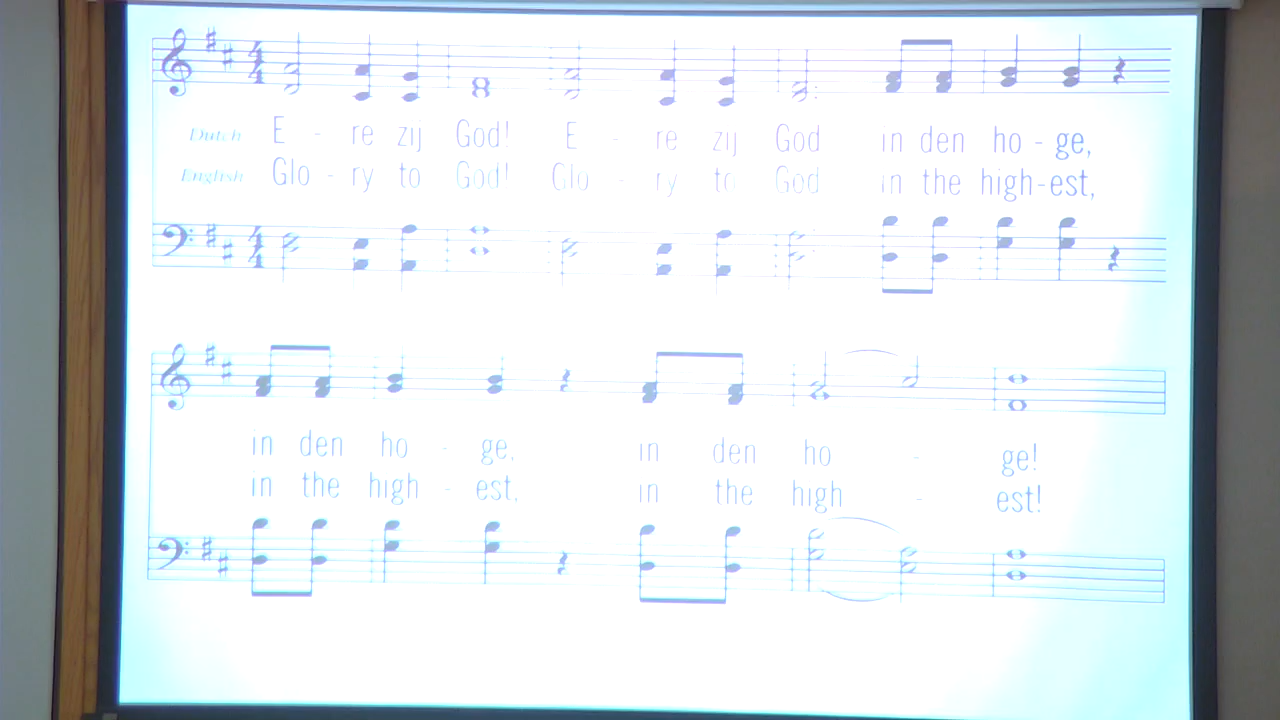 Dutch E - re zij God! E - re zij God in den ho - ge,
English Glo - ry to God! Glo - ry to God in the high - est,
in den ho - ge, in den ho - ge!
in the high - est, in the high - est!